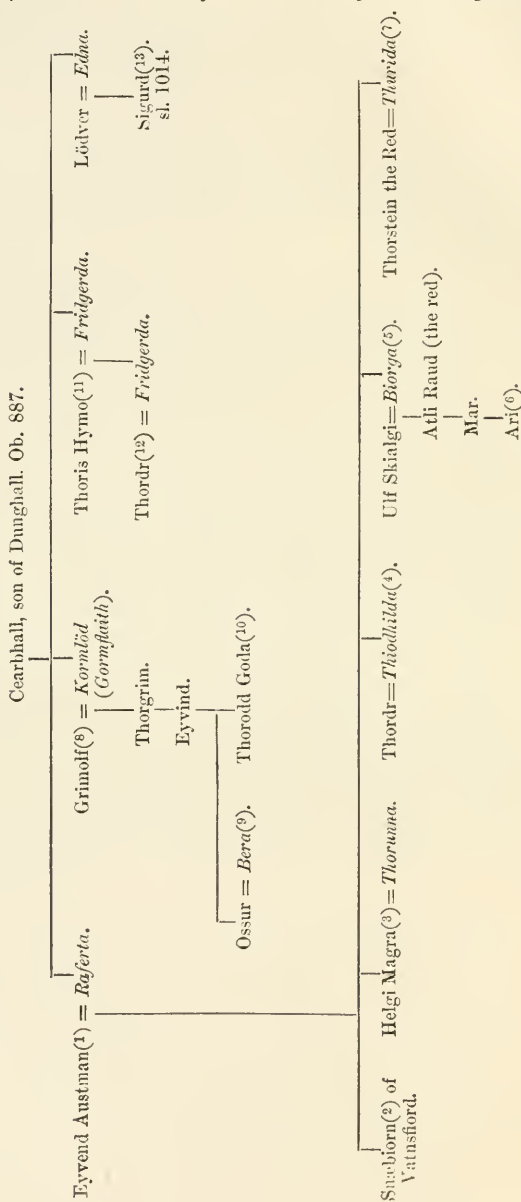 Cearbhall, son of Dunghall. Ob. 887.
Eyvend Austman(1) = Raferta.
Grimolf(8) = Kormlöd
(Gormflaith).
Thorgrim.
Eyvind.
Ossur = Bera(9).
Thorodd Goda(10).
Thoris Hymo(11) = Fridgerda.
Thordr(12) = Fridgerda.
Lödver = Edna.
Sigurd(13).
sl. 1014.
Snaebiorn(2) of
Vatnsfiord.
Helgi Magra(3) = Thorunna.
Thordr = Thiodhilda(4).
Ulf Skialgi = Biorga(5).
Atli Raud (the red).
Mar.
Ari(6).
Thorstein the Red = Thurida(7).